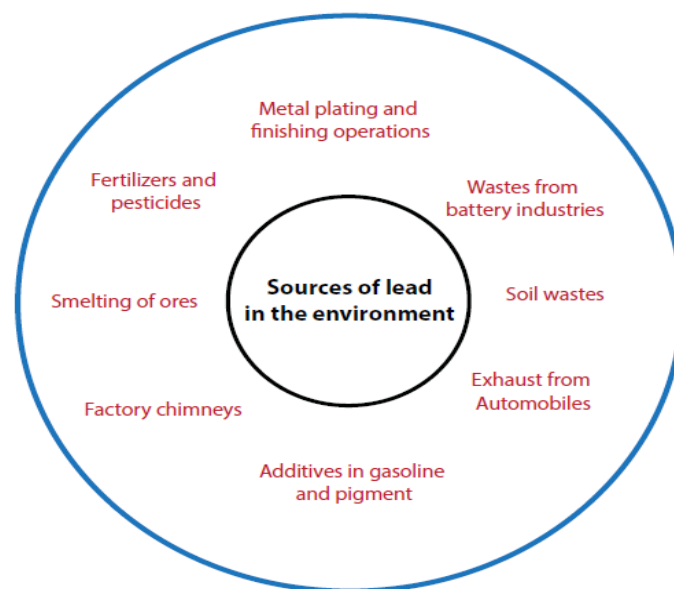 Metal plating and
finishing operations
Fertilizers and
pesticides
Wastes from
battery industries
Sources of lead
in the environment
Smelting of ores
Soil wastes
Exhaust from
Automobiles
Factory chimneys
Additives in gasoline
and pigment